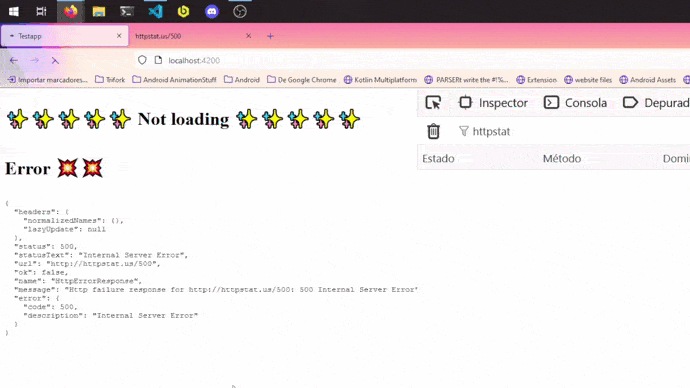 Testapp
httpstat.us/500
localhost:4200
Importar marcadores...
Trifork
Android AnimationStuff
Android
De Google Chrome
Kotlin Multiplatform
PARSERt write the #!%...
Extension
website files
Android Assets
✨✨✨✨✨ Not loading ✨✨✨✨✨
Inspector
Consola
Depurad
httpstat
Estado
Método
Domi
Error 💥💥
{
"headers": {
"normalizedNames": {},
"lazyUpdate": null
},
"status": 500,
"statusText": "Internal Server Error",
"url": "http://httpstat.us/500",
"ok": false,
"name": "HttpErrorResponse",
"message": "Http failure response for http://httpstat.us/500: 500 Internal Server Error"
"error": {
"code": 500,
"description": "Internal Server Error"
}
}